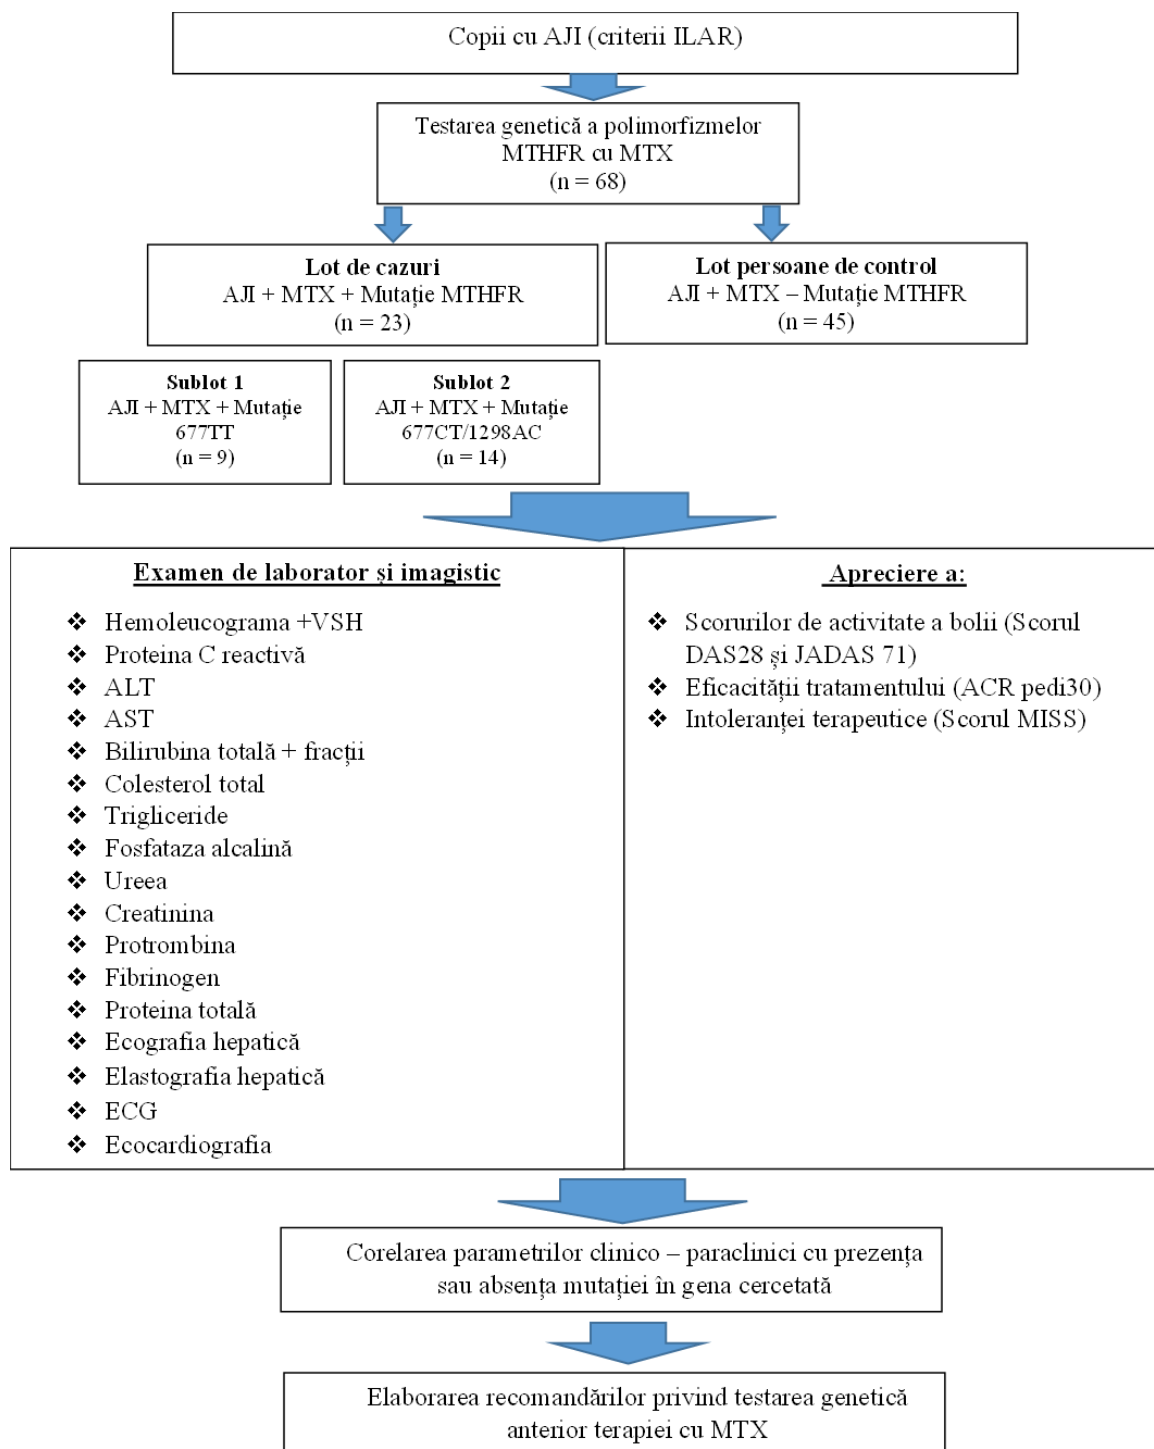 Copii cu AJI (criterii ILAR)
Testarea genetică a polimorfizmelor
MTHFR cu MTX
(n = 68)
Lot de cazuri
AJI + MTX + Mutație MTHFR
(n = 23)
Lot persoane de control
AJI + MTX – Mutație MTHFR
(n = 45)
Sublot 1
AJI + MTX + Mutație
677TT
(n = 9)
Sublot 2
AJI + MTX + Mutație
677CT/1298AC
(n = 14)
Examen de laborator și imagistic
❖ Hemoleucograma +VSH
❖ Proteina C reactivă
❖ ALT
❖ AST
❖ Bilirubina totală + fracții
❖ Colesterol total
❖ Trigliceride
❖ Fosfataza alcalină
❖ Ureea
❖ Creatinina
❖ Protrombina
❖ Fibrinogen
❖ Proteina totală
❖ Ecografia hepatică
❖ Elastografia hepatică
❖ ECG
❖ Ecocardiografia
Apreciere a:
❖ Scorurilor de activitate a bolii (Scorul
DAS28 și JADAS 71)
❖ Eficacității tratamentului (ACR pedi30)
❖ Intoleranței terapeutice (Scorul MISS)
Corelarea parametrilor clinico – paraclinici cu prezența
sau absența mutației în gena cercetată
Elaborarea recomandărilor privind testarea genetică
anterior terapiei cu MTX